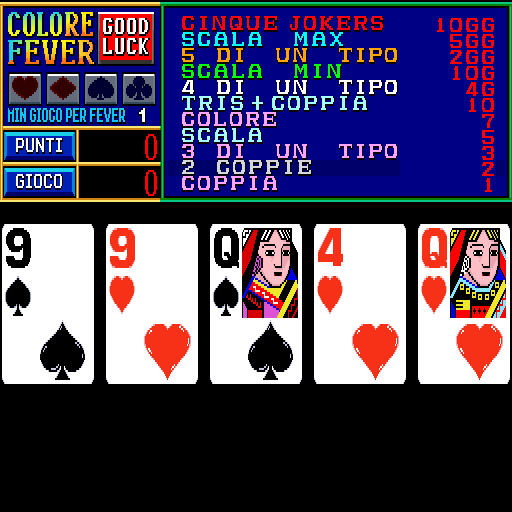 COLORE FEVER
GOOD LUCK
MIN GIOCO PER FEVER 1
PUNTI 0
GIOCO 0
CINQUE JOKERS 10GG
SCALA MAX 5GG
5 DI UN TIPO 2GG
SCALA MIN 10G
4 DI UN TIPO 4G
TRIS+COPPIA 10
COLORE 7
SCALA 5
3 DI UN TIPO 3
2 COPPIE 2
COPPIA 1
9 9 Q 4 Q